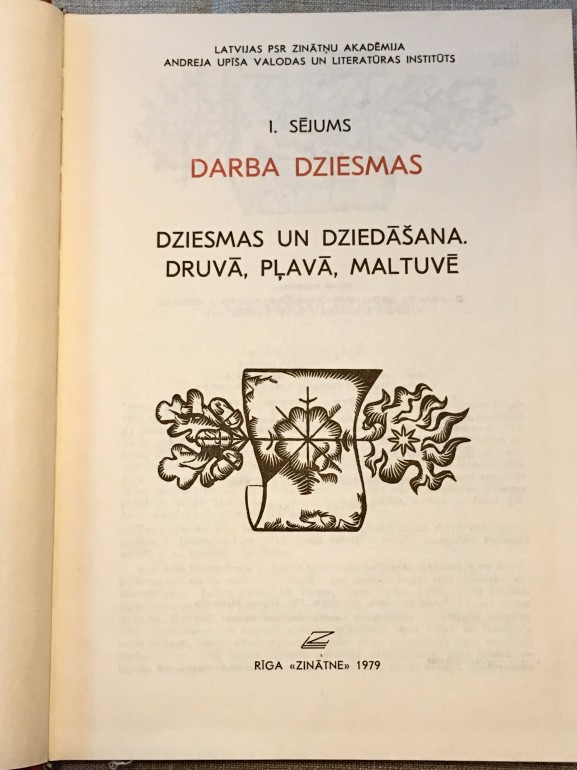 LATVIJAS PSR ZINĀTŅU AKADĒMIJA
ANDREJA UPĪŠA VALODAS UN LITERATŪRAS INSTITŪTS
I. SĒJUMS
DARBA DZIESMAS
DZIESMAS UN DZIEDĀŠANA.
DRUVĀ, PĻAVĀ, MALTUVĒ
RĪGA «ZINĀTNE» 1979